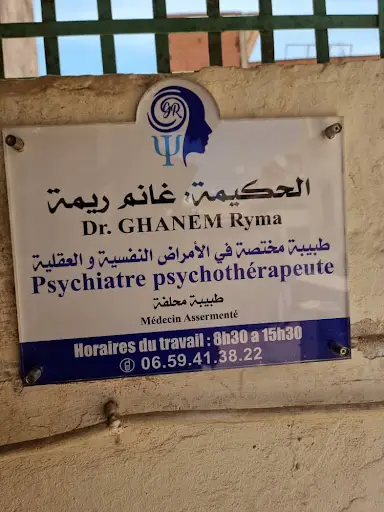 GR
Ψ
الحكيمة: غانم ريمة
Dr. GHANEM Ryma
طبيبة مختصة في الأمراض النفسية و العقلية
Psychiatre psychothérapeute
طبيبة محلفة
Médecin Assermenté
Horaires du travail : 8h30 a 15h30
06.59.41.38.22